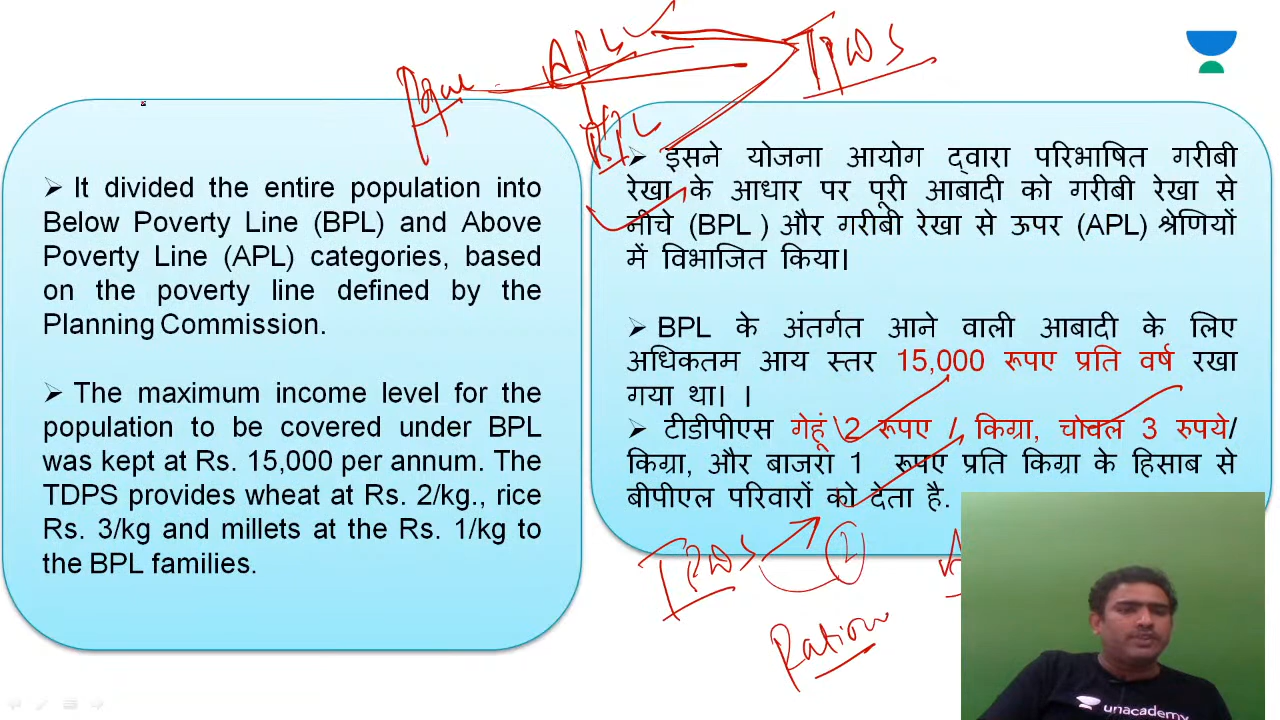 APL
TPDS
BPL
➢ It divided the entire population into
Below Poverty Line (BPL) and Above
Poverty Line (APL) categories, based
on the poverty line defined by the
Planning Commission.
➢ The maximum income level for the
population to be covered under BPL
was kept at Rs. 15,000 per annum. The
TDPS provides wheat at Rs. 2/kg., rice
Rs. 3/kg and millets at the Rs. 1/kg to
the BPL families.
➢ इसने योजना आयोग द्वारा परिभाषित गरीबी
रेखा के आधार पर पूरी आबादी को गरीबी रेखा से
नीचे (BPL ) और गरीबी रेखा से ऊपर (APL) श्रेणियों
में विभाजित किया।
➢ BPL के अंतर्गत आने वाली आबादी के लिए
अधिकतम आय स्तर 15,000 रूपए प्रति वर्ष रखा
गया था। ।
➢ टीडीपीएस गेहूं 2 रूपए / किग्रा, चावल 3 रुपये/
किग्रा, और बाजरा 1 रूपए प्रति किग्रा के हिसाब से
बीपीएल परिवारों को देता है.
TPDS
Ration
unacademy